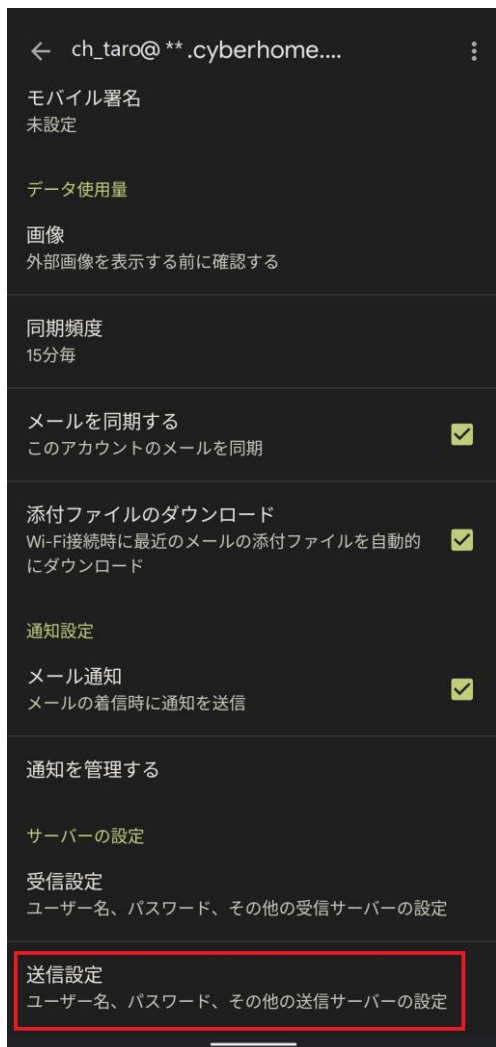 ← ch_taro@ **.cyberhome....
モバイル署名
未設定
データ使用量
画像
外部画像を表示する前に確認する
同期頻度
15分毎
メールを同期する
このアカウントのメールを同期
添付ファイルのダウンロード
Wi-Fi接続時に最近のメールの添付ファイルを自動的
にダウンロード
通知設定
メール通知
メールの着信時に通知を送信
通知を管理する
サーバーの設定
受信設定
ユーザー名、パスワード、その他の受信サーバーの設定
送信設定
ユーザー名、パスワード、その他の送信サーバーの設定